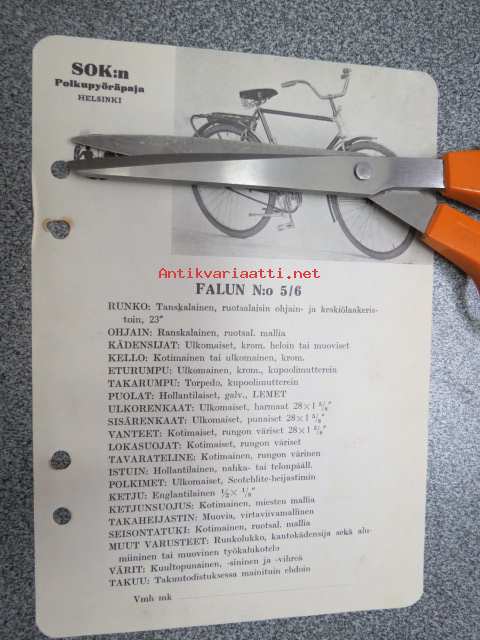 SOK:n
Polkupyöräpaja
HELSINKI
Antikvariaatti.net
FALUN N:o 5/6
RUNKO: Tanskalainen, ruotsalaisin ohjain- ja keskiölaakeris-
toin, 23"
OHJAIN: Ranskalainen, ruotsal. mallia
KÄDENSIJAT: Ulkomaiset, krom. heloin tai muoviset
KELLO: Kotimainen tai ulkomainen, krom.
ETURUMPU: Ulkomainen, krom., kupoolimutterein
TAKARUMPU: Torpedo, kupoolimutterein
PUOLAT: Hollantilaiset, galv., LEMET
ULKORENKAAT: Ulkomaiset, harmaat 28×1 5/8"
SISÄRENKAAT: Ulkomaiset, punaiset 28×1 5/8"
VANTEET: Kotimaiset, rungon väriset 28×1 5/8"
LOKASUOJAT: Kotimaiset, rungon väriset
TAVARATELINE: Kotimainen, rungon värinen
ISTUIN: Hollantilainen, nahka- tai telonpääll.
POLKIMET: Ulkomaiset, Scotchlite-heijastimin
KETJU: Englantilainen 1/2× 1/8"
KETJUNSUOJUS: Kotimainen, miesten mallia
TAKAHEIJASTIN: Muovia, virtaviivamallinen
SEISONTATUKI: Kotimainen, ruotsal. mallia
MUUT VARUSTEET: Runkolukko, kantokädensija sekä alu-
miininen tai muovinen työkalukotelo
VÄRIT: Kuultopunainen, -sininen ja -vihreä
TAKUU: Takuutodistuksessa mainituin ehdoin
Vmh mk